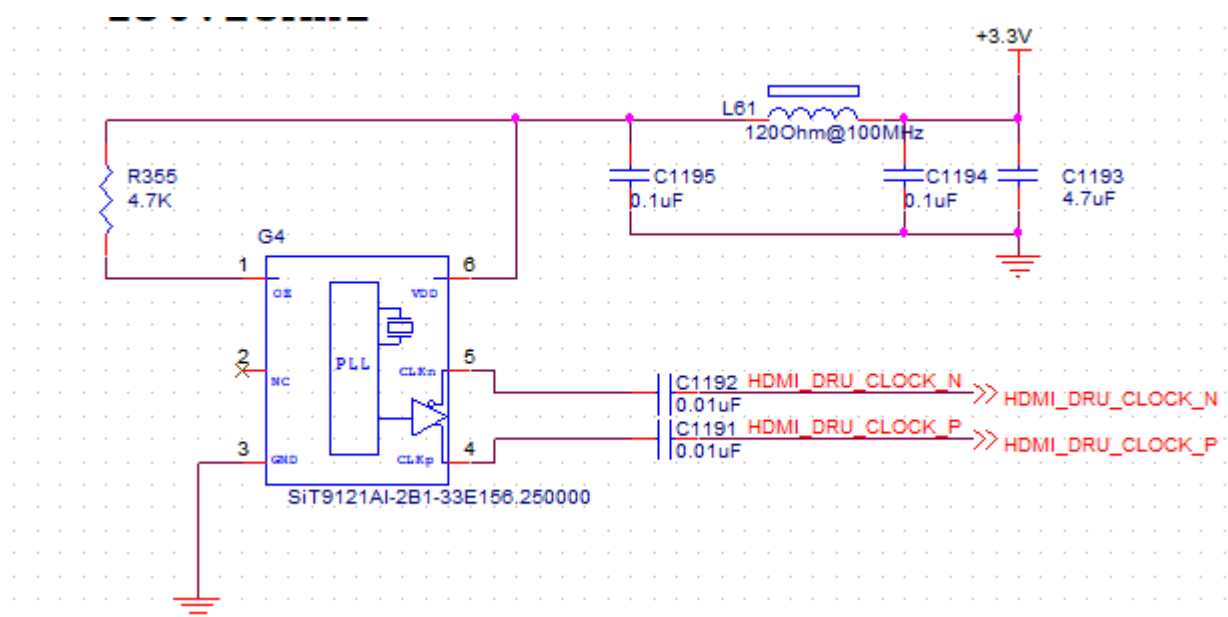 +3.3V
L61
120Ohm@100MHz
R355
4.7K
C1195
0.1uF
C1194
0.1uF
C1193
4.7uF
G4
1
6
OE
VDD
2
5
PLL
NC
CLKn
C1192
HDMI_DRU_CLOCK_N
HDMI_DRU_CLOCK_N
0.01uF
C1191
HDMI_DRU_CLOCK_P
HDMI_DRU_CLOCK_P
0.01uF
3
4
GND
CLKp
SiT9121AI-2B1-33E156.250000